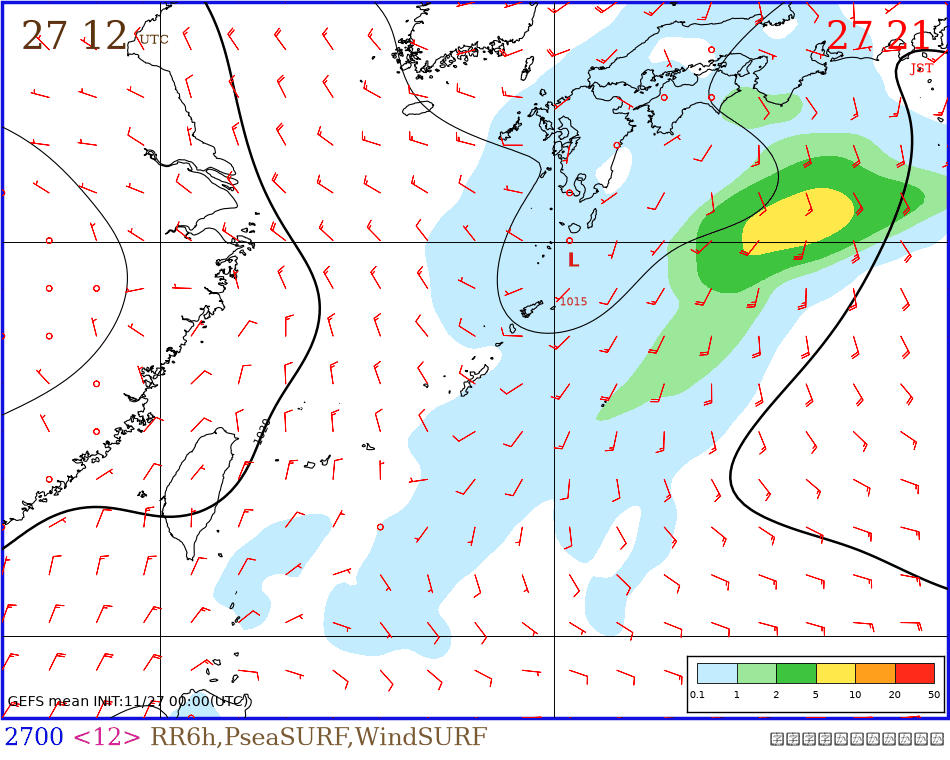 27 12 UTC
27 21
JST
L
1015
1020
0.1 1 2 5 10 20 50
GEFS mean INIT:11/27 00:00(UTC)
2700 <12> RR6h,PseaSURF,WindSURF